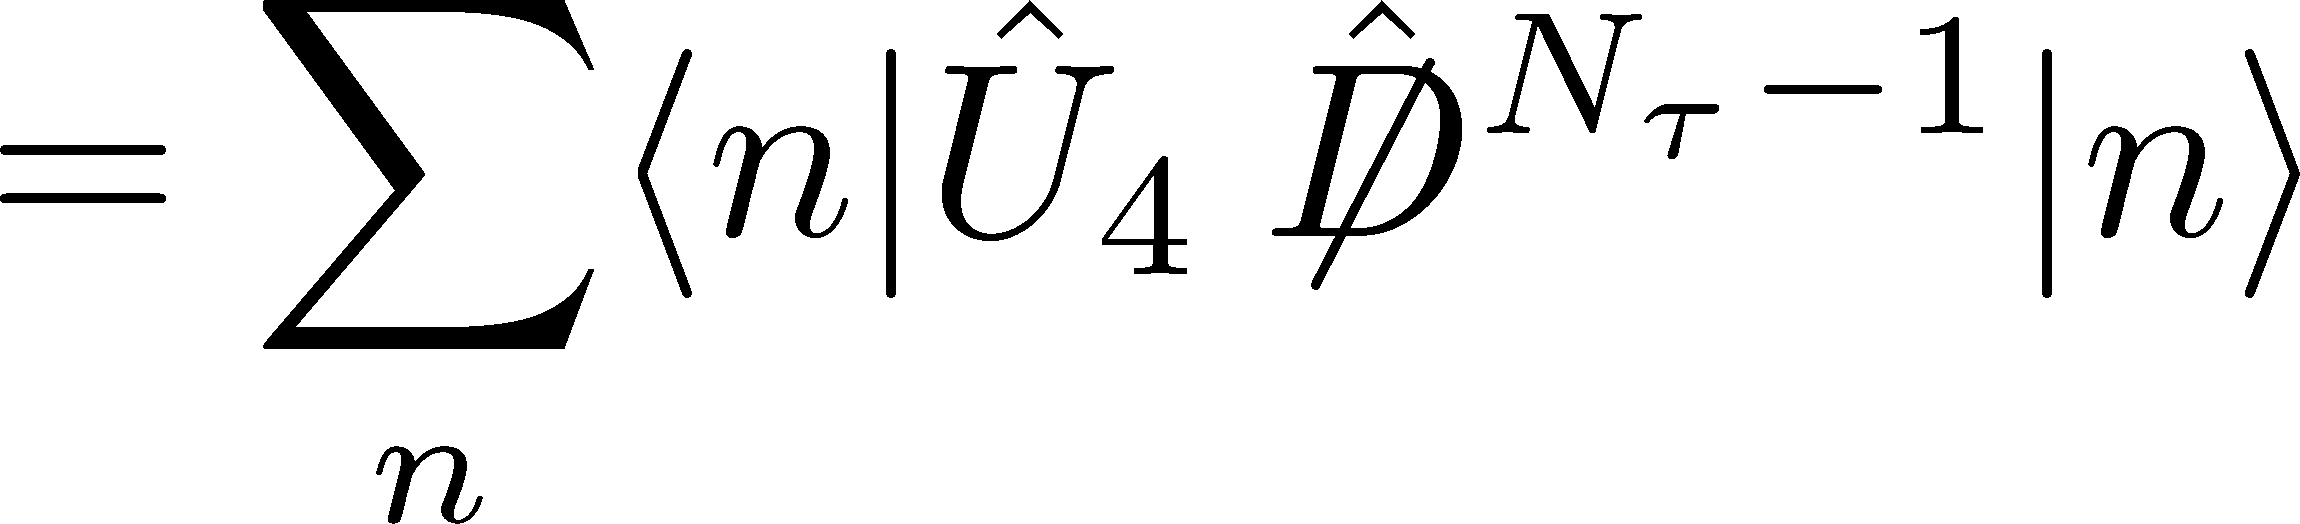 = \sum_{n} \langle n | \hat{U}_4 \hat{\not{D}}^{N_\tau - 1} | n \rangle